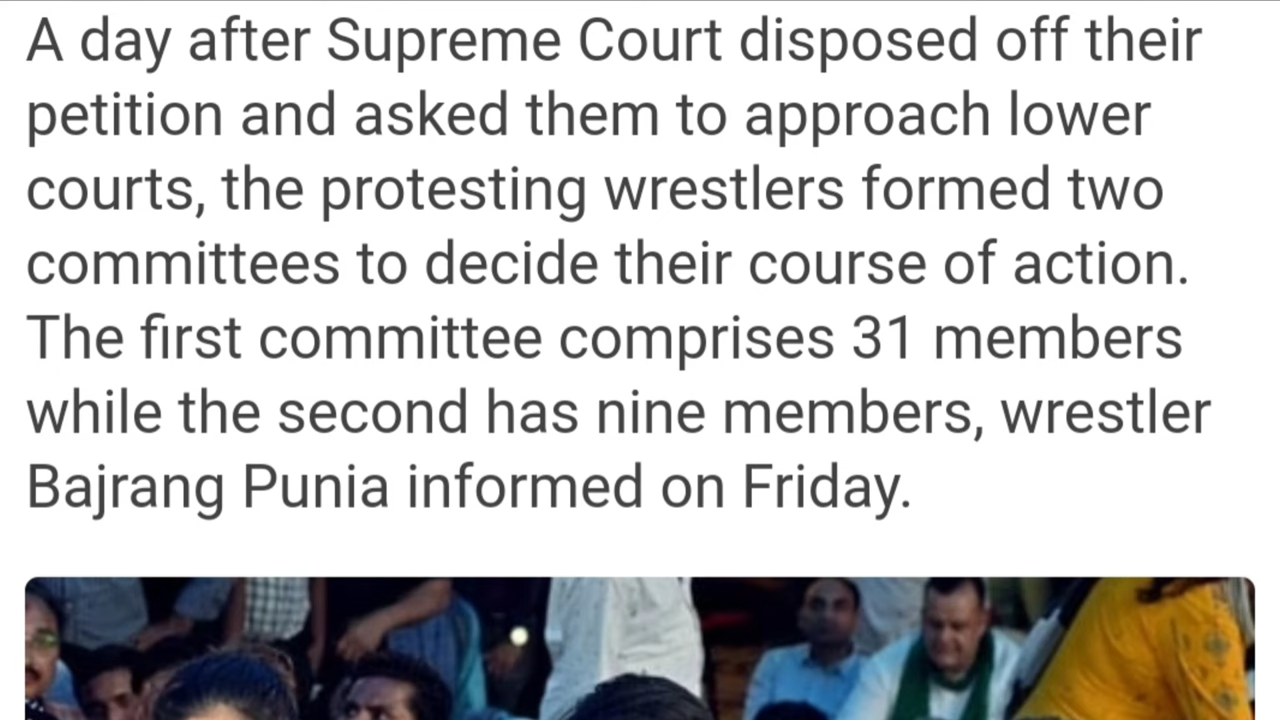 A day after Supreme Court disposed off their
petition and asked them to approach lower
courts, the protesting wrestlers formed two
committees to decide their course of action.
The first committee comprises 31 members
while the second has nine members, wrestler
Bajrang Punia informed on Friday.